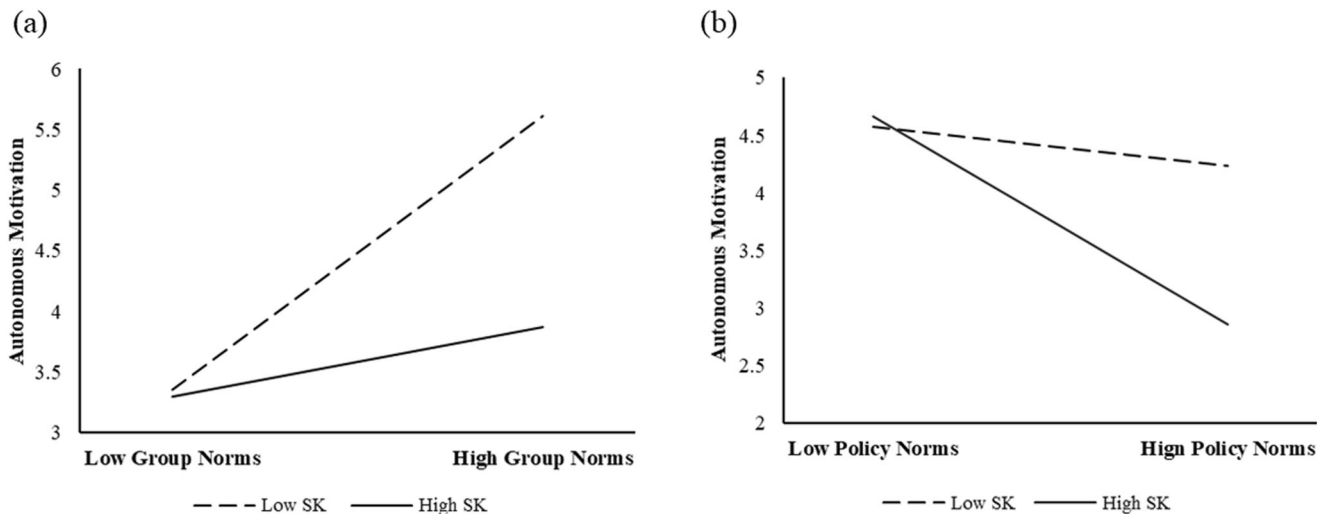 (a)
6
5.5
5
4.5
4
3.5
3
Autonomous Motivation
Low Group Norms High Group Norms
Low SK High SK
(b)
5
4.5
4
3.5
3
2.5
2
Autonomous Motivation
Low Policy Norms Hign Policy Norms
Low SK High SK